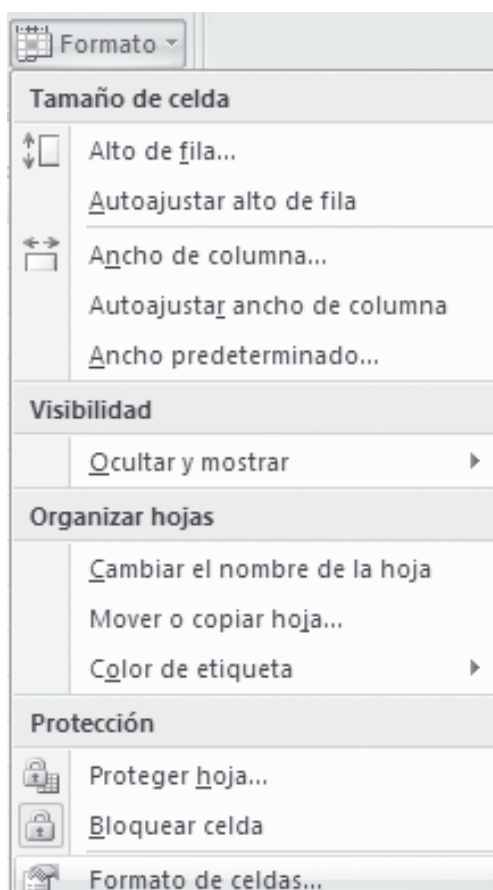 Formato
Tamaño de celda
Alto de fila...
Autoajustar alto de fila
Ancho de columna...
Autoajustar ancho de columna
Ancho predeterminado...
Visibilidad
Ocultar y mostrar
Organizar hojas
Cambiar el nombre de la hoja
Mover o copiar hoja...
Color de etiqueta
Protección
Proteger hoja...
Bloquear celda
Formato de celdas...